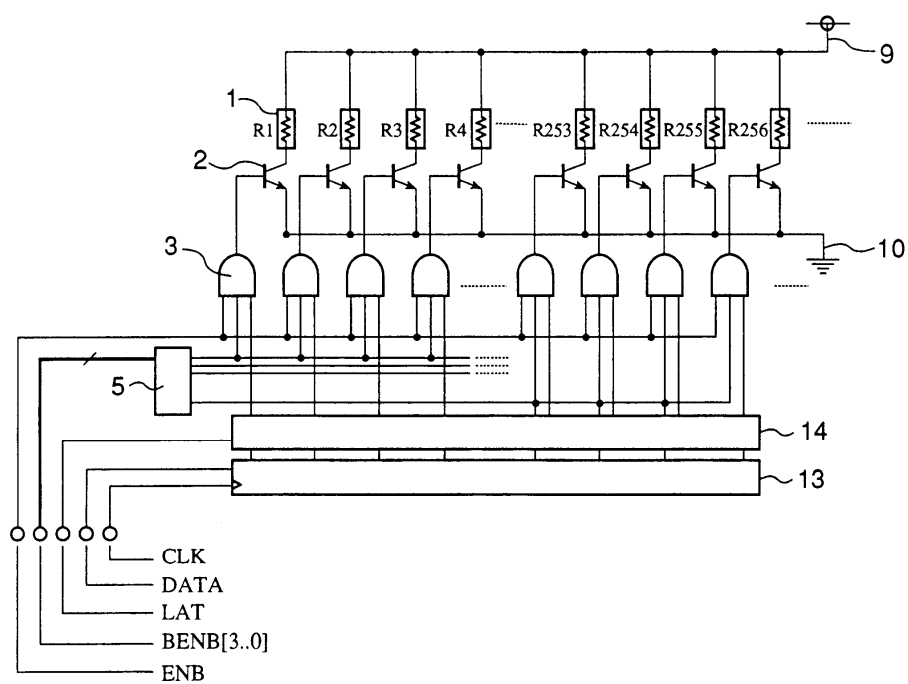 9
1
R1 R2 R3 R4 R253 R254 R255 R256
2
3
10
5
14
13
CLK
DATA
LAT
BENB[3..0]
ENB